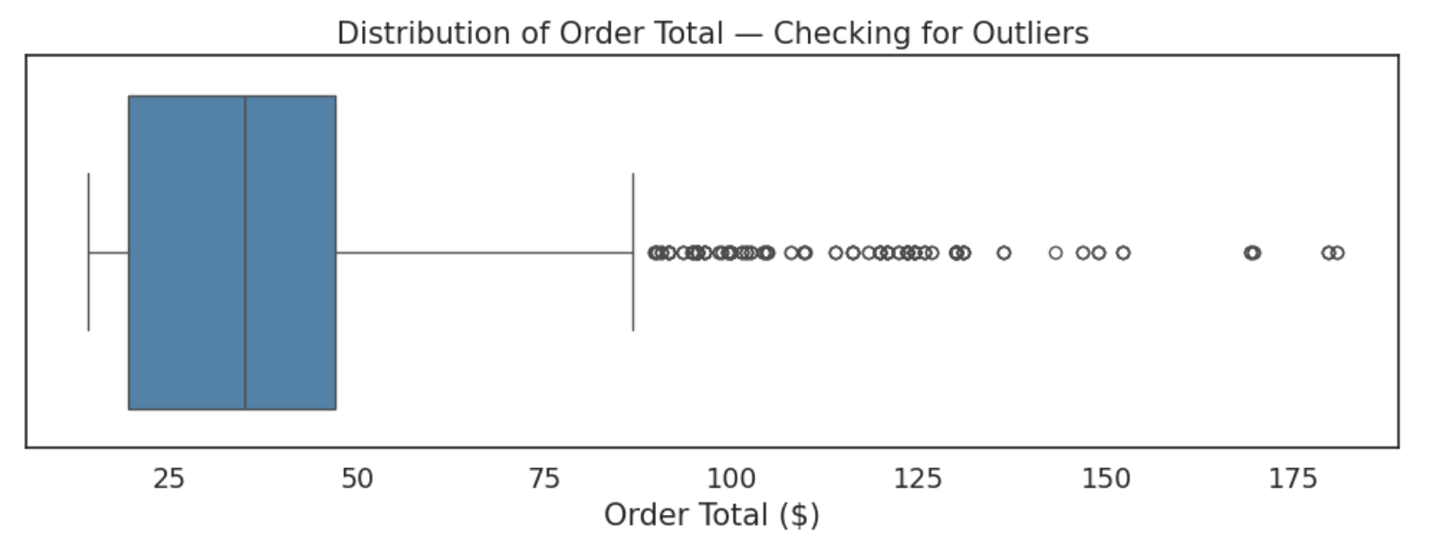 Distribution of Order Total — Checking for Outliers
25 50 75 100 125 150 175
Order Total ($)